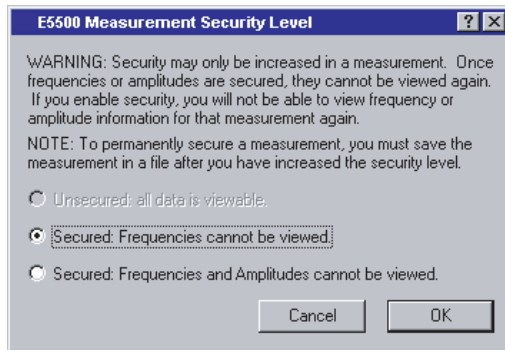 E5500 Measurement Security Level
WARNING: Security may only be increased in a measurement. Once
frequencies or amplitudes are secured, they cannot be viewed again.
If you enable security, you will not be able to view frequency or
amplitude information for that measurement again.
NOTE: To permanently secure a measurement, you must save the
measurement in a file after you have increased the security level.
Unsecured: all data is viewable.
Secured: Frequencies cannot be viewed.
Secured: Frequencies and Amplitudes cannot be viewed.
Cancel OK